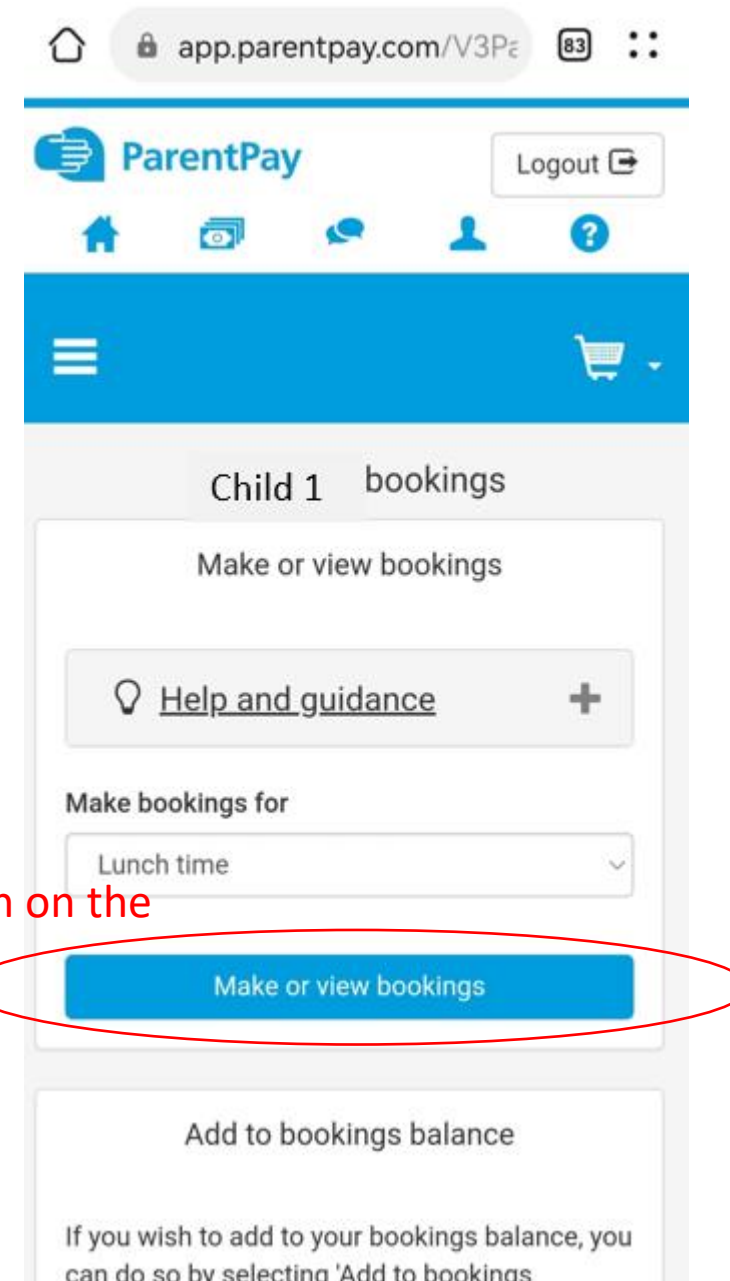 app.parentpay.com/V3Pa 83
ParentPay
Logout
?
Child 1 bookings
Make or view bookings
Help and guidance +
Make bookings for
Lunch time
on the
Make or view bookings
Add to bookings balance
If you wish to add to your bookings balance, you
can do so by selecting 'Add to bookings